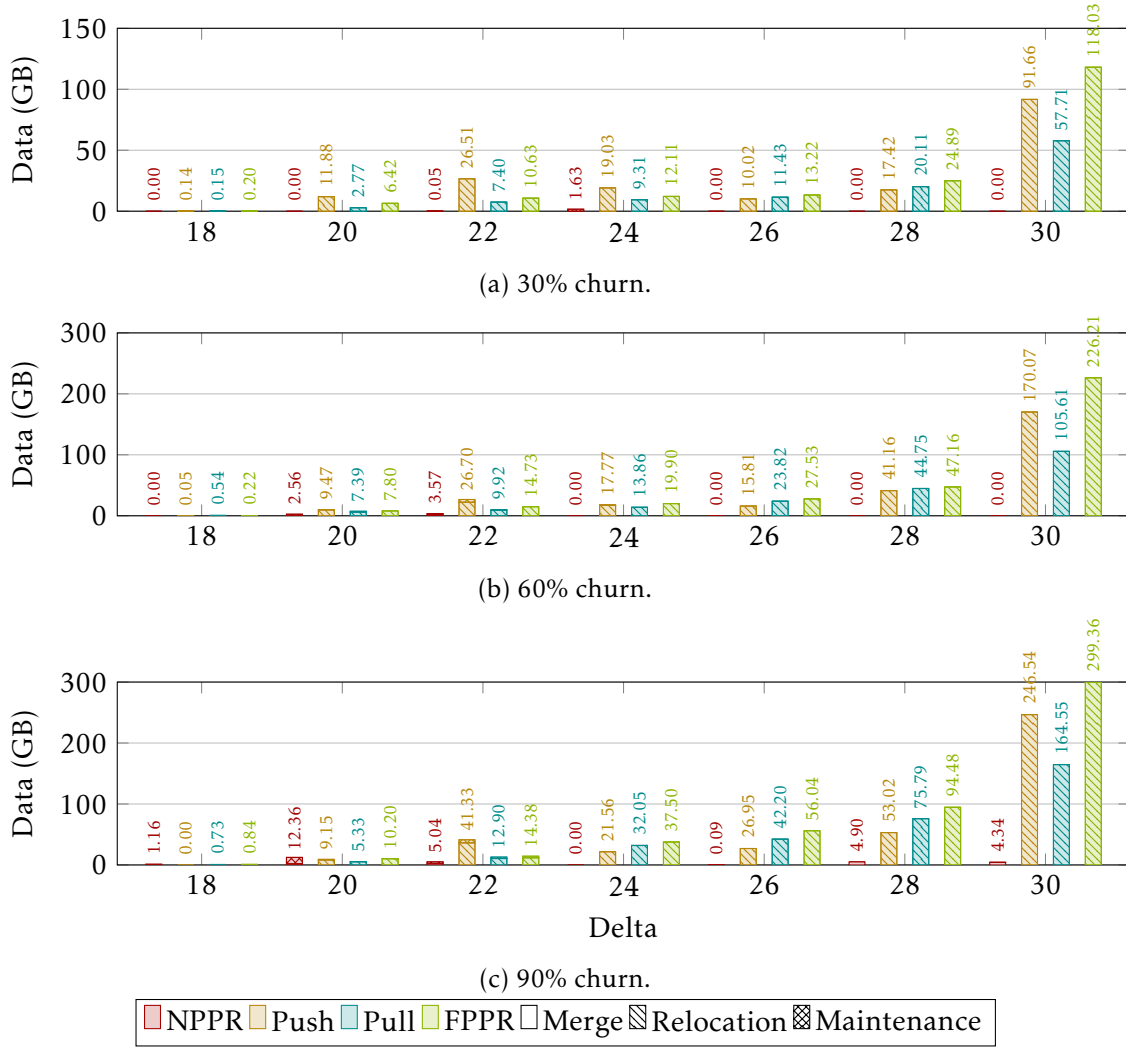 150
100
50
0
Data (GB)
0.00 0.14 0.15 0.20 0.00 11.88 2.77 6.42 0.05 26.51 7.40 10.63 1.63 19.03 9.31 12.11 0.00 10.02 11.43 13.22 0.00 17.42 20.11 24.89 0.00 91.66 57.71 118.03
18 20 22 24 26 28 30
(a) 30% churn.
300
200
100
0
Data (GB)
0.00 0.05 0.54 0.22 2.56 9.47 7.39 7.80 3.57 26.70 9.92 14.73 0.00 17.77 13.86 19.90 0.00 15.81 23.82 27.53 0.00 41.16 44.75 47.16 0.00 170.07 105.61 226.21
18 20 22 24 26 28 30
(b) 60% churn.
300
200
100
0
Data (GB)
1.16 0.00 0.73 0.84 12.36 9.15 5.33 10.20 5.04 41.33 12.90 14.38 0.00 21.56 32.05 37.50 0.09 26.95 42.20 56.04 4.90 53.02 75.79 94.48 4.34 246.54 164.55 299.36
18 20 22 24 26 28 30
Delta
(c) 90% churn.
NPPR Push Pull FPPR Merge Relocation Maintenance